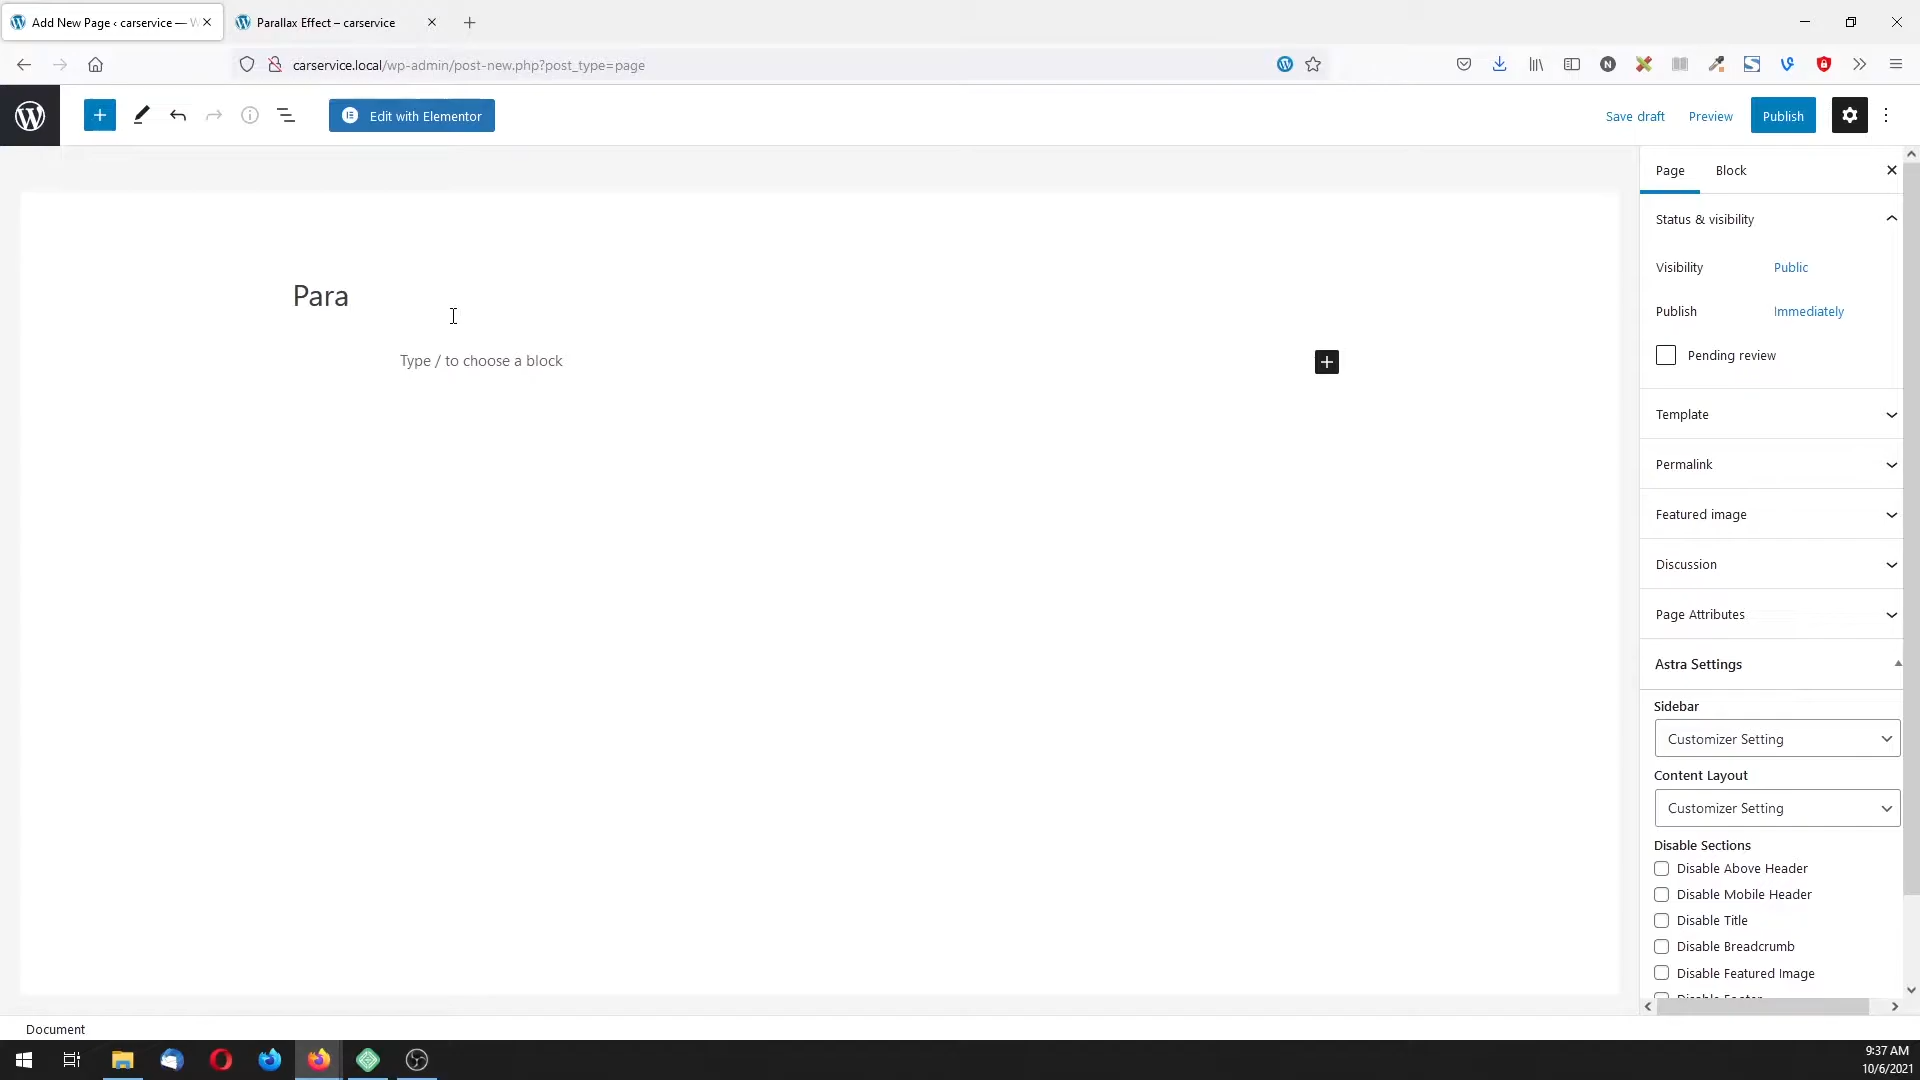 Add New Page ‹ carservice — W
Parallax Effect – carservice
carservice.local/wp-admin/post-new.php?post_type=page
Edit with Elementor
Save draft
Preview
Publish
Page
Block
Status & visibility
Visibility
Public
Publish
Immediately
Pending review
Para
Type / to choose a block
Template
Permalink
Featured image
Discussion
Page Attributes
Astra Settings
Sidebar
Customizer Setting
Content Layout
Customizer Setting
Disable Sections
Disable Above Header
Disable Mobile Header
Disable Title
Disable Breadcrumb
Disable Featured Image
Disable Footer
Document
9:37 AM
10/6/2021